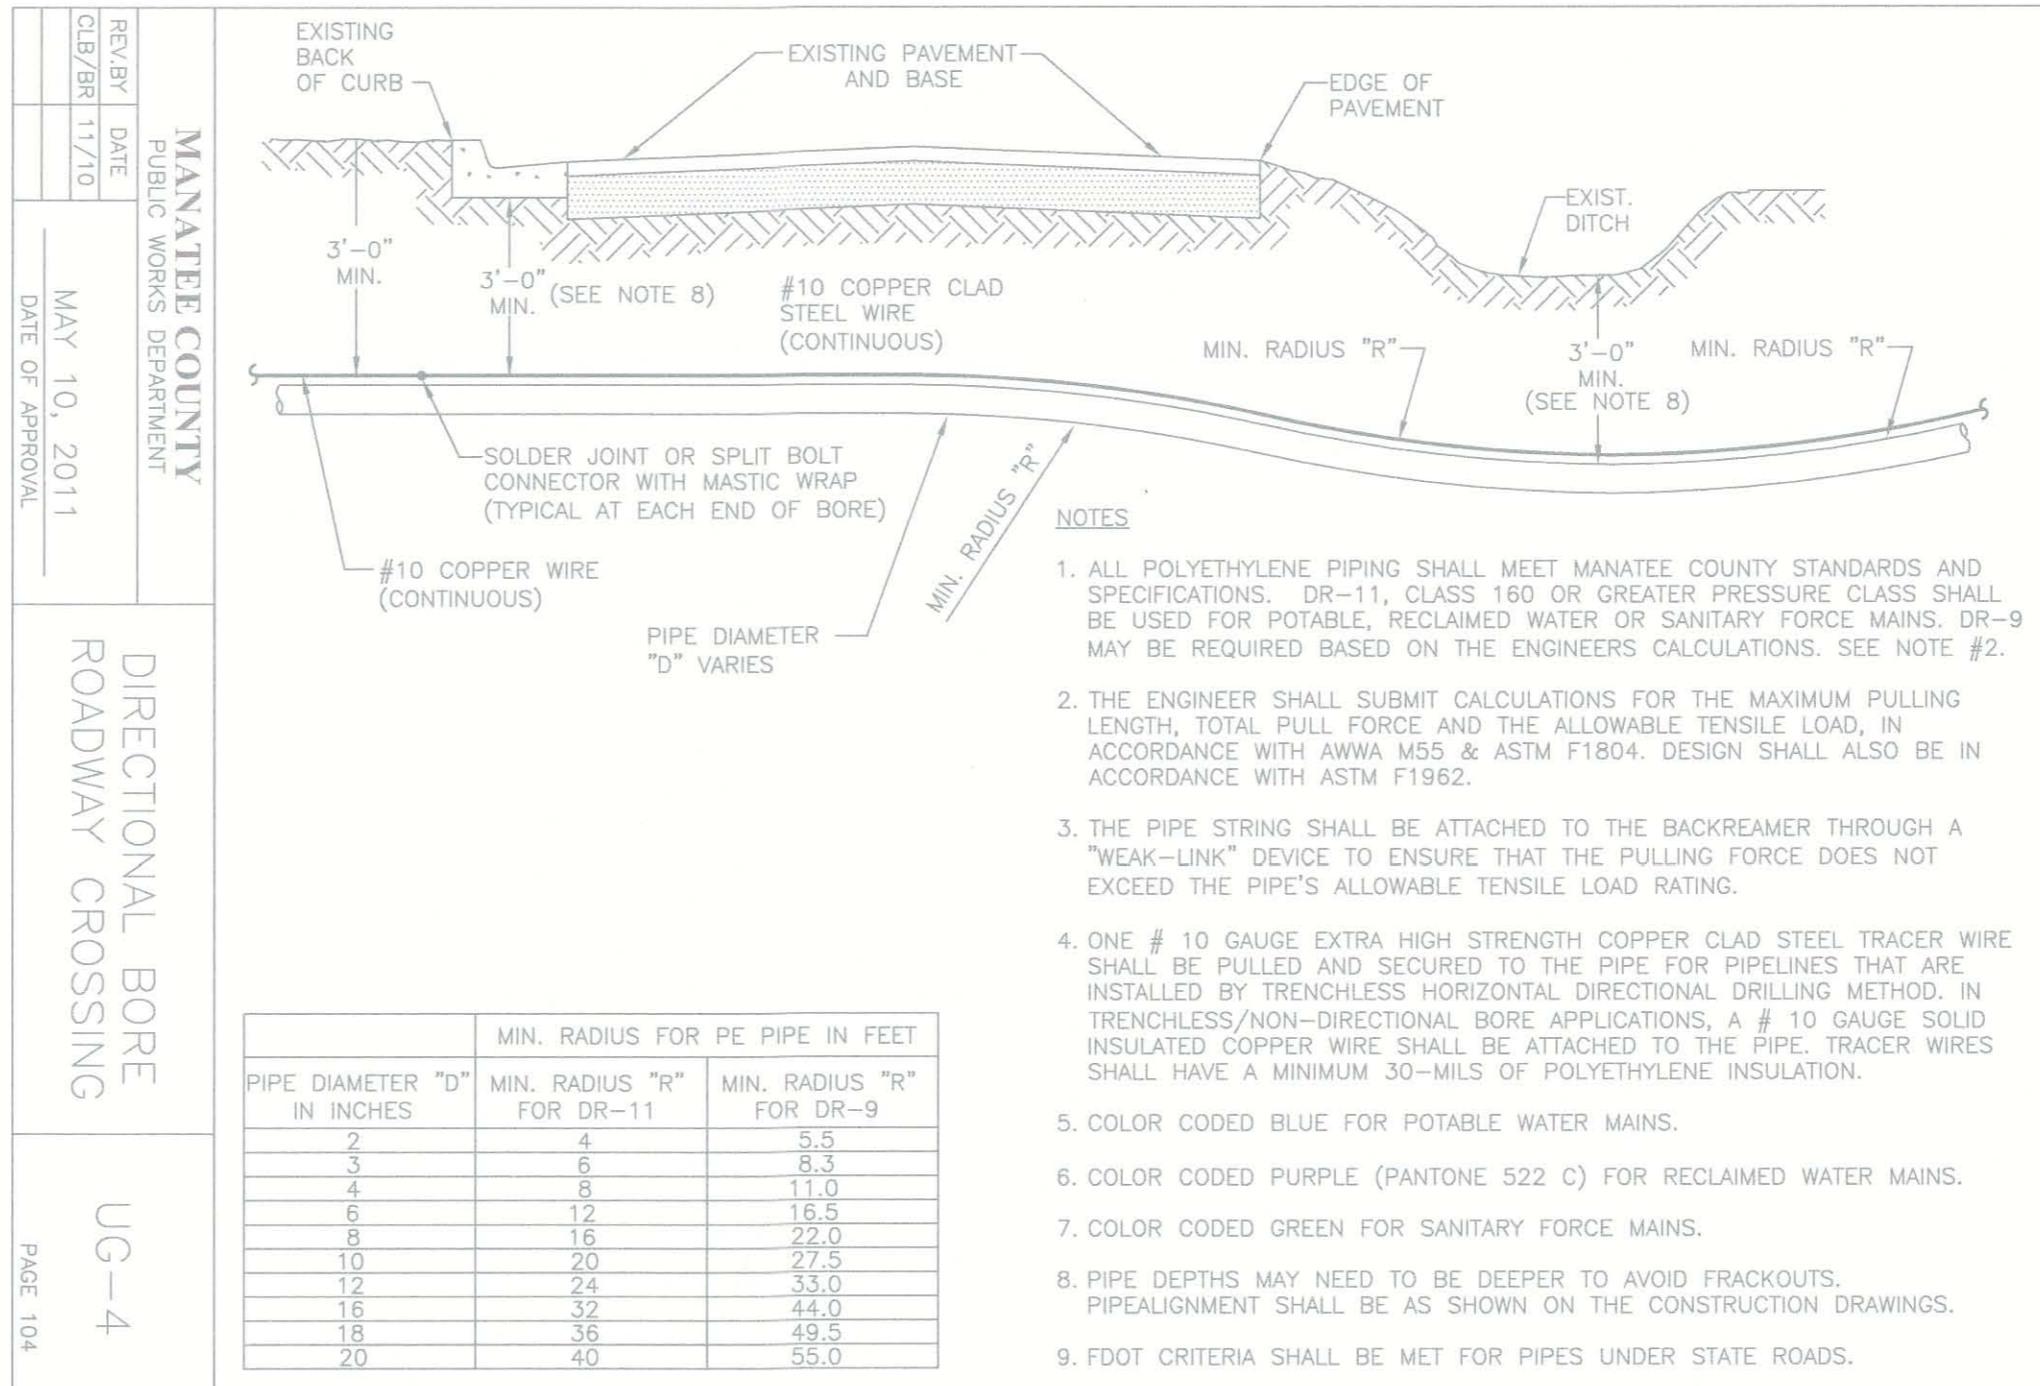 REV.BY DATE
CLB/BR 11/10
MANATEE COUNTY
PUBLIC WORKS DEPARTMENT
MAY 10, 2011
DATE OF APPROVAL
DIRECTIONAL BORE
ROADWAY CROSSING
UG-4
PAGE 104
EXISTING
BACK
OF CURB
EXISTING PAVEMENT
AND BASE
EDGE OF
PAVEMENT
EXIST.
DITCH
3'-0"
MIN.
3'-0"
MIN.
(SEE NOTE 8)
#10 COPPER CLAD
STEEL WIRE
(CONTINUOUS)
MIN. RADIUS "R"
3'-0"
MIN.
(SEE NOTE 8)
MIN. RADIUS "R"
SOLDER JOINT OR SPLIT BOLT
CONNECTOR WITH MASTIC WRAP
(TYPICAL AT EACH END OF BORE)
#10 COPPER WIRE
(CONTINUOUS)
PIPE DIAMETER
"D" VARIES
MIN. RADIUS "R"
NOTES
1. ALL POLYETHYLENE PIPING SHALL MEET MANATEE COUNTY STANDARDS AND
SPECIFICATIONS. DR-11, CLASS 160 OR GREATER PRESSURE CLASS SHALL
BE USED FOR POTABLE, RECLAIMED WATER OR SANITARY FORCE MAINS. DR-9
MAY BE REQUIRED BASED ON THE ENGINEERS CALCULATIONS. SEE NOTE #2.
2. THE ENGINEER SHALL SUBMIT CALCULATIONS FOR THE MAXIMUM PULLING
LENGTH, TOTAL PULL FORCE AND THE ALLOWABLE TENSILE LOAD, IN
ACCORDANCE WITH AWWA M55 & ASTM F1804. DESIGN SHALL ALSO BE IN
ACCORDANCE WITH ASTM F1962.
3. THE PIPE STRING SHALL BE ATTACHED TO THE BACKREAMER THROUGH A
"WEAK-LINK" DEVICE TO ENSURE THAT THE PULLING FORCE DOES NOT
EXCEED THE PIPE'S ALLOWABLE TENSILE LOAD RATING.
4. ONE # 10 GAUGE EXTRA HIGH STRENGTH COPPER CLAD STEEL TRACER WIRE
SHALL BE PULLED AND SECURED TO THE PIPE FOR PIPELINES THAT ARE
INSTALLED BY TRENCHLESS HORIZONTAL DIRECTIONAL DRILLING METHOD. IN
TRENCHLESS/NON-DIRECTIONAL BORE APPLICATIONS, A # 10 GAUGE SOLID
INSULATED COPPER WIRE SHALL BE ATTACHED TO THE PIPE. TRACER WIRES
SHALL HAVE A MINIMUM 30-MILS OF POLYETHYLENE INSULATION.
5. COLOR CODED BLUE FOR POTABLE WATER MAINS.
6. COLOR CODED PURPLE (PANTONE 522 C) FOR RECLAIMED WATER MAINS.
7. COLOR CODED GREEN FOR SANITARY FORCE MAINS.
8. PIPE DEPTHS MAY NEED TO BE DEEPER TO AVOID FRACKOUTS.
PIPEALIGNMENT SHALL BE AS SHOWN ON THE CONSTRUCTION DRAWINGS.
9. FDOT CRITERIA SHALL BE MET FOR PIPES UNDER STATE ROADS.
MIN. RADIUS FOR PE PIPE IN FEET
PIPE DIAMETER "D" MIN. RADIUS "R" MIN. RADIUS "R"
IN INCHES FOR DR-11 FOR DR-9
2 4 5.5
3 6 8.3
4 8 11.0
6 12 16.5
8 16 22.0
10 20 27.5
12 24 33.0
16 32 44.0
18 36 49.5
20 40 55.0